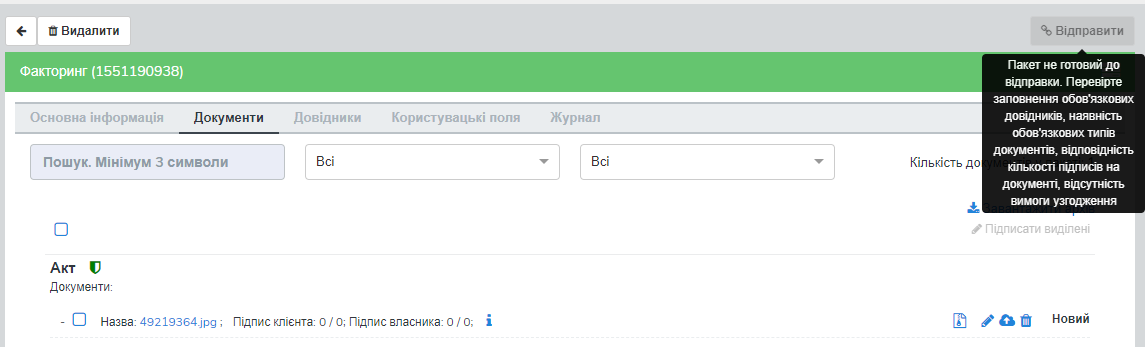 Видалити
Відправити
Факторинг (1551190938)
Пакет не готовий до
відправки. Перевірте
заповнення обов'язкових
довідників, наявність
обов'язкових типів
документів, відповідність
кількості підписів на
документі, відсутність
вимоги узгодження
Основна інформація Документи Довідники Користувацькі поля Журнал
Пошук. Мінімум 3 символи
Всі
Всі
Кількість
Підписати виділені
Акт
Документи:
- Назва: 49219364.jpg ; Підпис клієнта: 0 / 0; Підпис власника: 0 / 0;
Новий